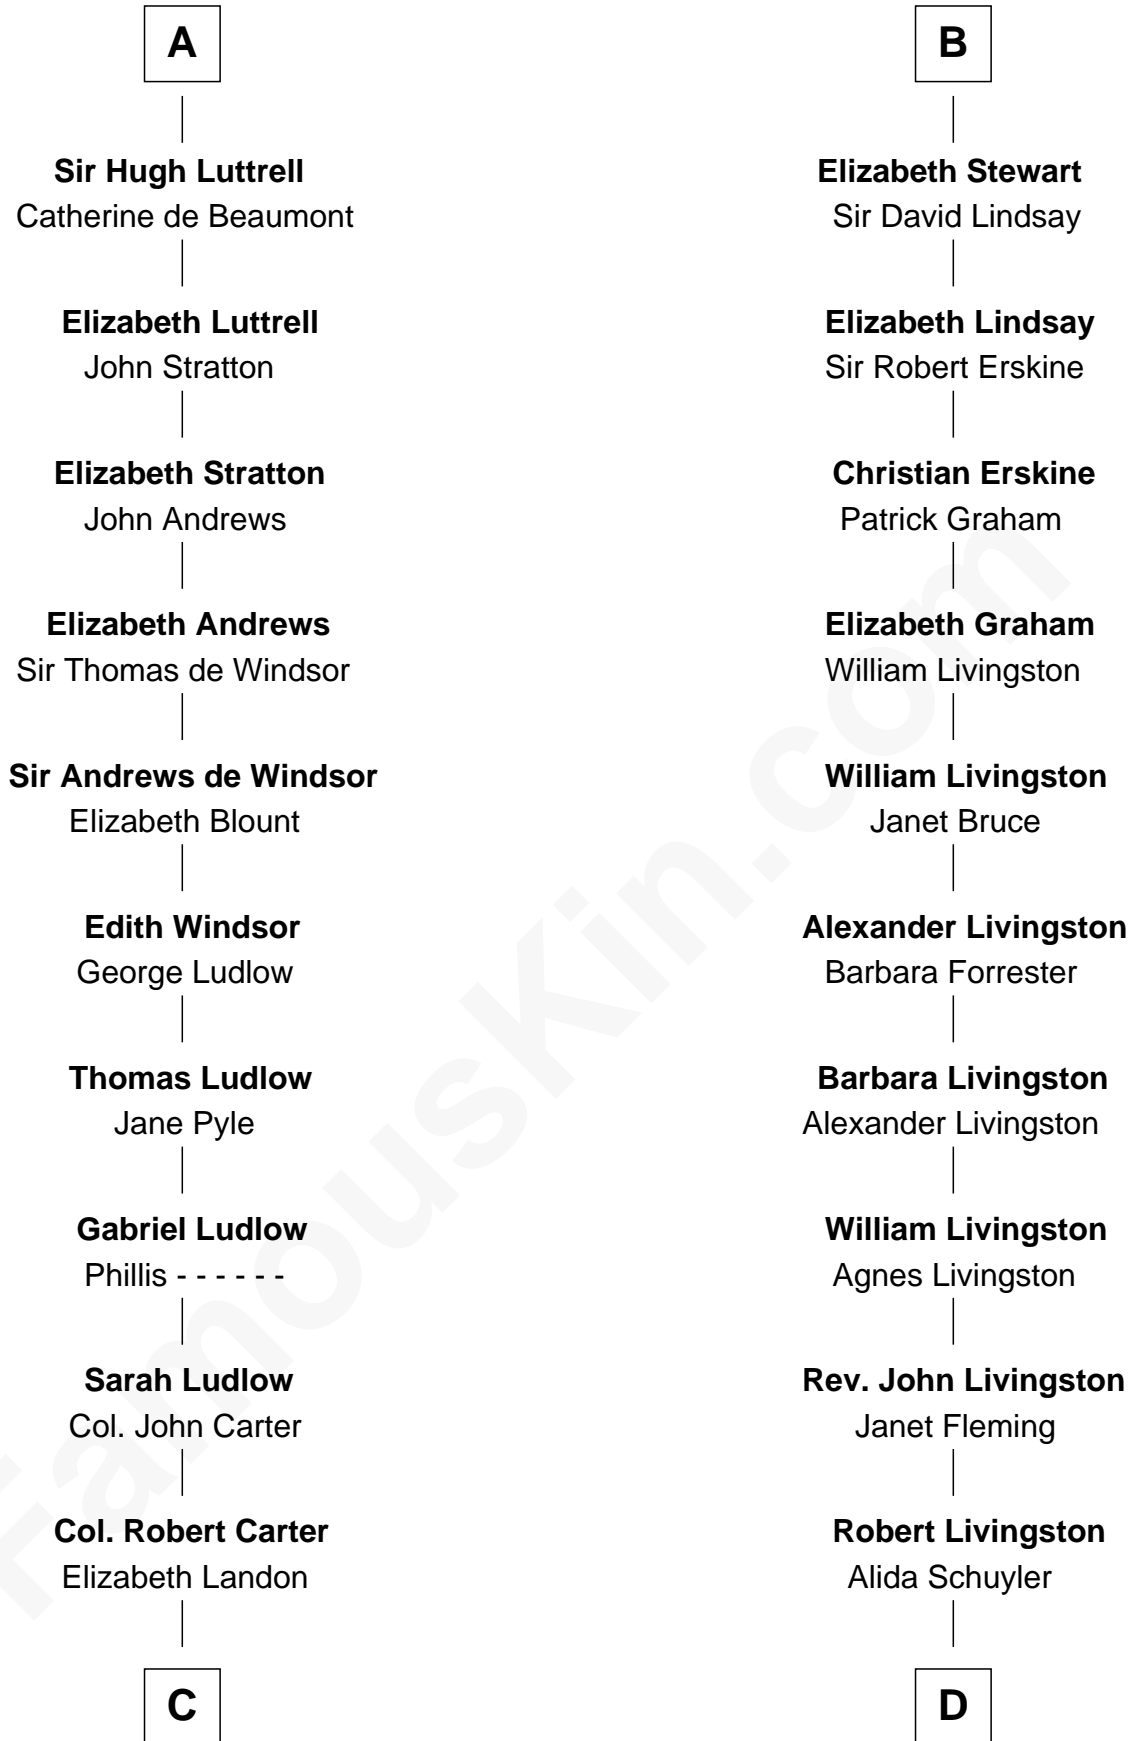 A
Sir Hugh Luttrell
Catherine de Beaumont
Elizabeth Luttrell
John Stratton
Elizabeth Stratton
John Andrews
Elizabeth Andrews
Sir Thomas de Windsor
Sir Andrews de Windsor
Elizabeth Blount
Edith Windsor
George Ludlow
Thomas Ludlow
Jane Pyle
Gabriel Ludlow
Phillis - - - - - -
Sarah Ludlow
Col. John Carter
Col. Robert Carter
Elizabeth Landon
C
B
Elizabeth Stewart
Sir David Lindsay
Elizabeth Lindsay
Sir Robert Erskine
Christian Erskine
Patrick Graham
Elizabeth Graham
William Livingston
William Livingston
Janet Bruce
Alexander Livingston
Barbara Forrester
Barbara Livingston
Alexander Livingston
William Livingston
Agnes Livingston
Rev. John Livingston
Janet Fleming
Robert Livingston
Alida Schuyler
D
FamousKin.com